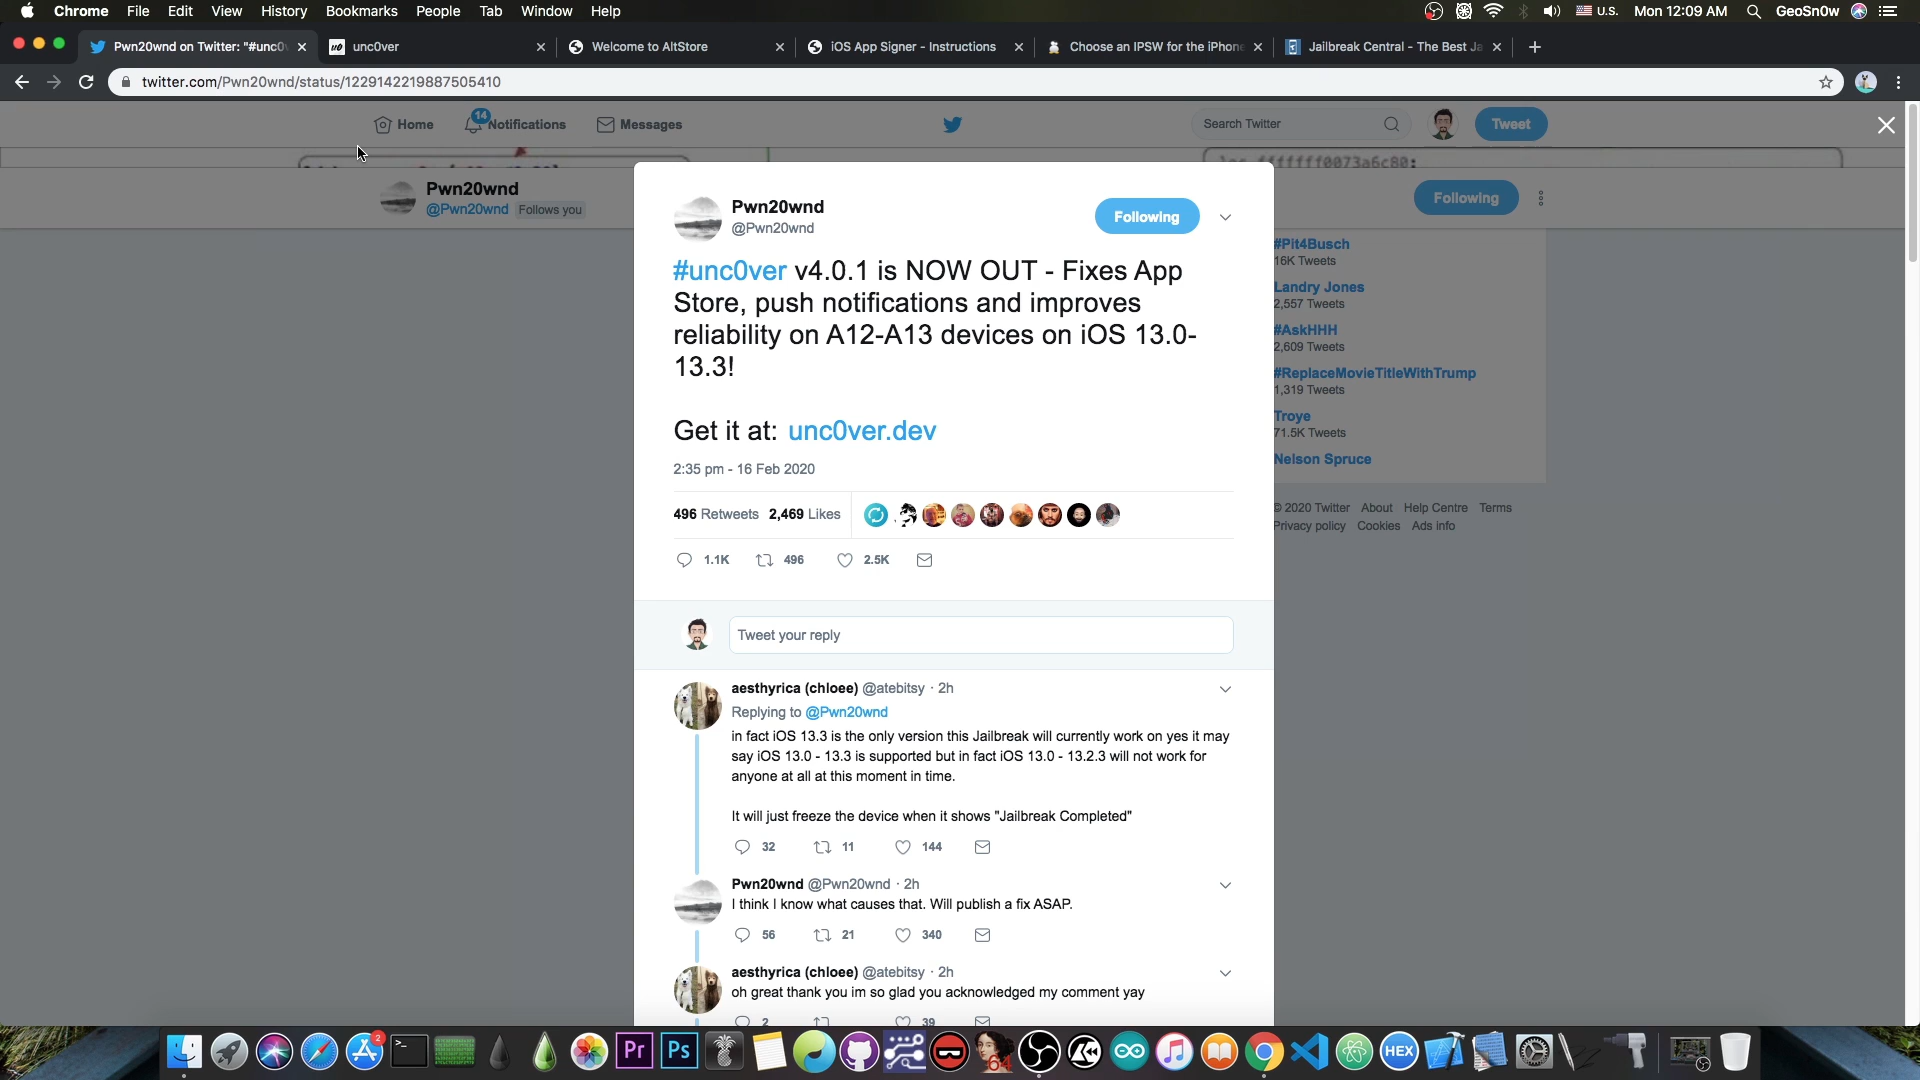 Chrome File Edit View History Bookmarks People Tab Window Help
U.S. Mon 12:09 AM GeoSn0w
Pwn20wnd on Twitter: "#unc0
unc0ver
Welcome to AltStore
iOS App Signer - Instructions
Choose an IPSW for the iPhone
Jailbreak Central - The Best Ja
twitter.com/Pwn20wnd/status/1229142219887505410
Home
14
Notifications
Messages
Search Twitter
Tweet
Pwn20wnd
@Pwn20wnd Follows you
Following
Pwn20wnd
@Pwn20wnd
Following
#unc0ver v4.0.1 is NOW OUT - Fixes App
Store, push notifications and improves
reliability on A12-A13 devices on iOS 13.0-
13.3!
Get it at: unc0ver.dev
2:35 pm - 16 Feb 2020
496 Retweets 2,469 Likes
1.1K 496 2.5K
Tweet your reply
aesthyrica (chloee) @atebitsy · 2h
Replying to @Pwn20wnd
in fact iOS 13.3 is the only version this Jailbreak will currently work on yes it may
say iOS 13.0 - 13.3 is supported but in fact iOS 13.0 - 13.2.3 will not work for
anyone at all at this moment in time.
It will just freeze the device when it shows "Jailbreak Completed"
32 11 144
Pwn20wnd @Pwn20wnd · 2h
I think I know what causes that. Will publish a fix ASAP.
56 21 340
aesthyrica (chloee) @atebitsy · 2h
oh great thank you im so glad you acknowledged my comment yay
2 39
#Pit4Busch
16K Tweets
Landry Jones
2,557 Tweets
#AskHHH
2,609 Tweets
#ReplaceMovieTitleWithTrump
1,319 Tweets
Troye
71.5K Tweets
Nelson Spruce
© 2020 Twitter About Help Centre Terms
Privacy policy Cookies Ads info
2
Pr
Ps
64
HEX